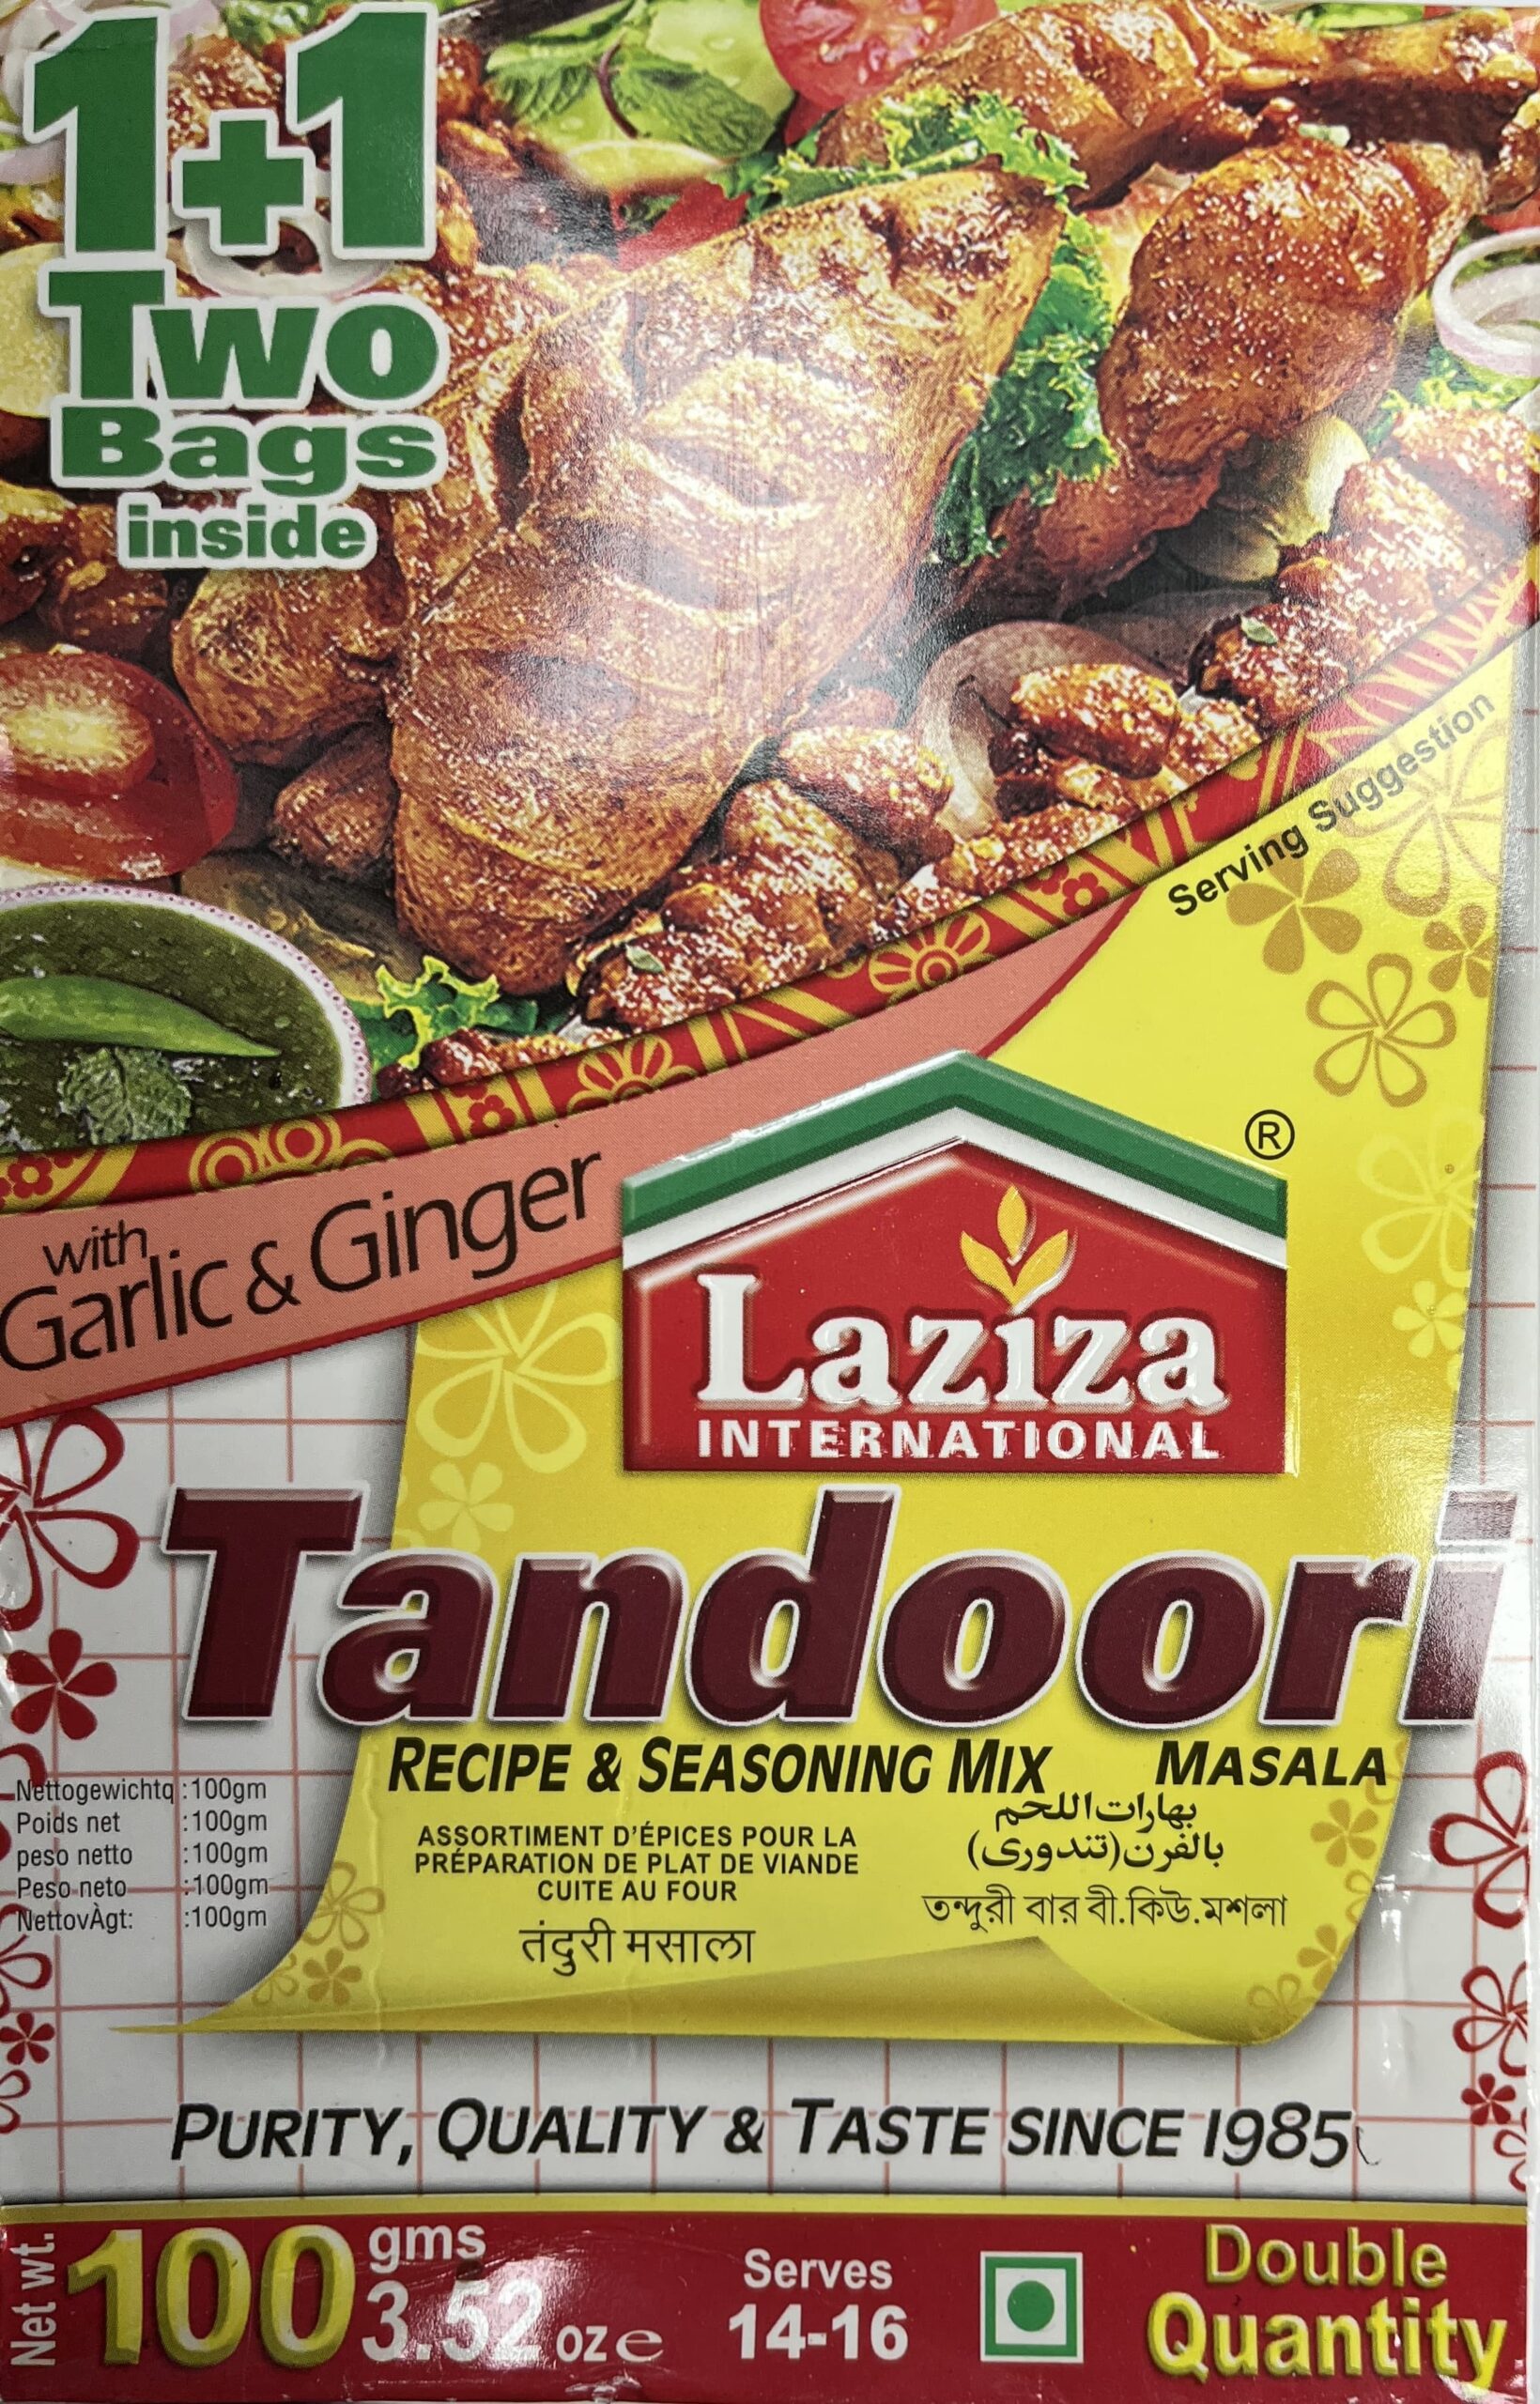 1+1
Two
Bags
inside
Serving Suggestion
with
Garlic & Ginger
®
Laziza
INTERNATIONAL
Tandoori
RECIPE & SEASONING MIX
MASALA
Nettogewichtq :100gm
Poids net :100gm
peso netto :100gm
Peso neto :100gm
NettovÀgt: :100gm
ASSORTIMENT D'ÉPICES POUR LA
PRÉPARATION DE PLAT DE VIANDE
CUITE AU FOUR
तंदुरी मसाला
بهارات اللحم
بالفرن (تندوری)
তন্দুরী বার বী.কিউ.মশলা
PURITY, QUALITY & TASTE SINCE 1985
Net wt.
100 gms
3.52 oz e
Serves
14-16
Double
Quantity